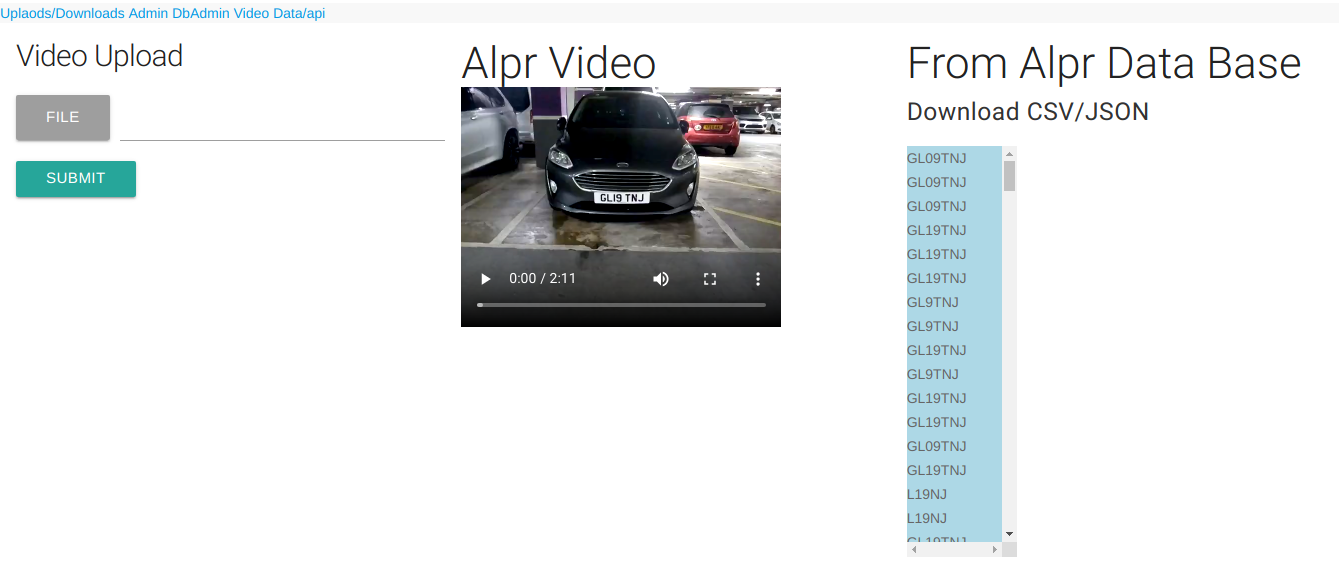 Uplaods/Downloads Admin DbAdmin Video Data/api
Video Upload
FILE
SUBMIT
Alpr Video
GL19 TNJ
0:00 / 2:11
From Alpr Data Base
Download CSV/JSON
GL09TNJ
GL09TNJ
GL09TNJ
GL19TNJ
GL19TNJ
GL19TNJ
GL9TNJ
GL9TNJ
GL19TNJ
GL9TNJ
GL19TNJ
GL19TNJ
GL09TNJ
GL19TNJ
L19NJ
L19NJ
GL19TNJ